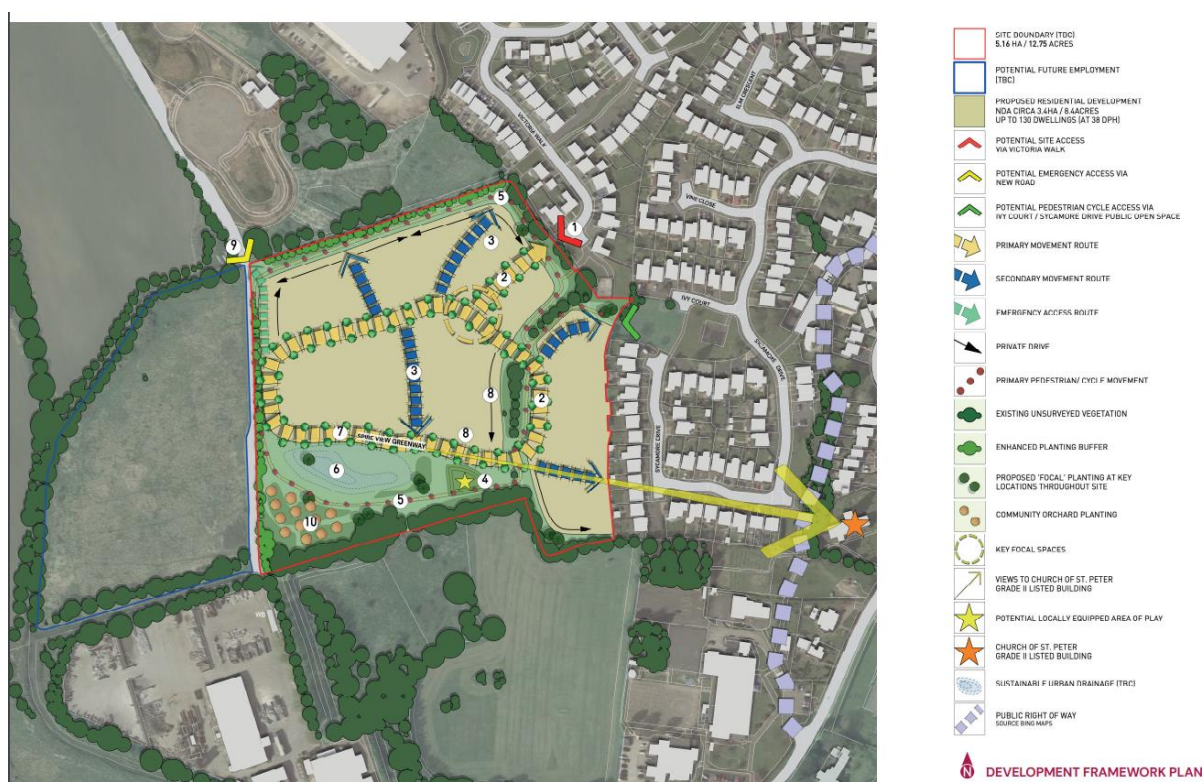 VICTORIA WALK
ELM CRESCENT
VINE CLOSE
IVY COURT
SYCAMORE DRIVE
SYCAMORE DRIVE
SPIRE VIEW GREENWAY
1
2
2
3
3
4
5
5
6
7
8
8
9
10
SITE BOUNDARY (TBC)
5.16 HA / 12.75 ACRES
POTENTIAL FUTURE EMPLOYMENT
(TBC)
PROPOSED RESIDENTIAL DEVELOPMENT
NDA CIRCA 3.4HA / 8.4ACRES
UP TO 130 DWELLINGS (AT 38 DPH)
POTENTIAL SITE ACCESS
VIA VICTORIA WALK
POTENTIAL EMERGENCY ACCESS VIA
NEW ROAD
POTENTIAL PEDESTRIAN CYCLE ACCESS VIA
IVY COURT / SYCAMORE DRIVE PUBLIC OPEN SPACE
PRIMARY MOVEMENT ROUTE
SECONDARY MOVEMENT ROUTE
EMERGENCY ACCESS ROUTE
PRIVATE DRIVE
PRIMARY PEDESTRIAN/ CYCLE MOVEMENT
EXISTING UNSURVEYED VEGETATION
ENHANCED PLANTING BUFFER
PROPOSED 'FOCAL' PLANTING AT KEY
LOCATIONS THROUGHOUT SITE
COMMUNITY ORCHARD PLANTING
KEY FOCAL SPACES
VIEWS TO CHURCH OF ST. PETER
GRADE II LISTED BUILDING
POTENTIAL LOCALLY EQUIPPED AREA OF PLAY
CHURCH OF ST. PETER
GRADE II LISTED BUILDING
SUSTAINABLE URBAN DRAINAGE (TBC)
PUBLIC RIGHT OF WAY
SOURCE BING MAPS
N
DEVELOPMENT FRAMEWORK PLAN